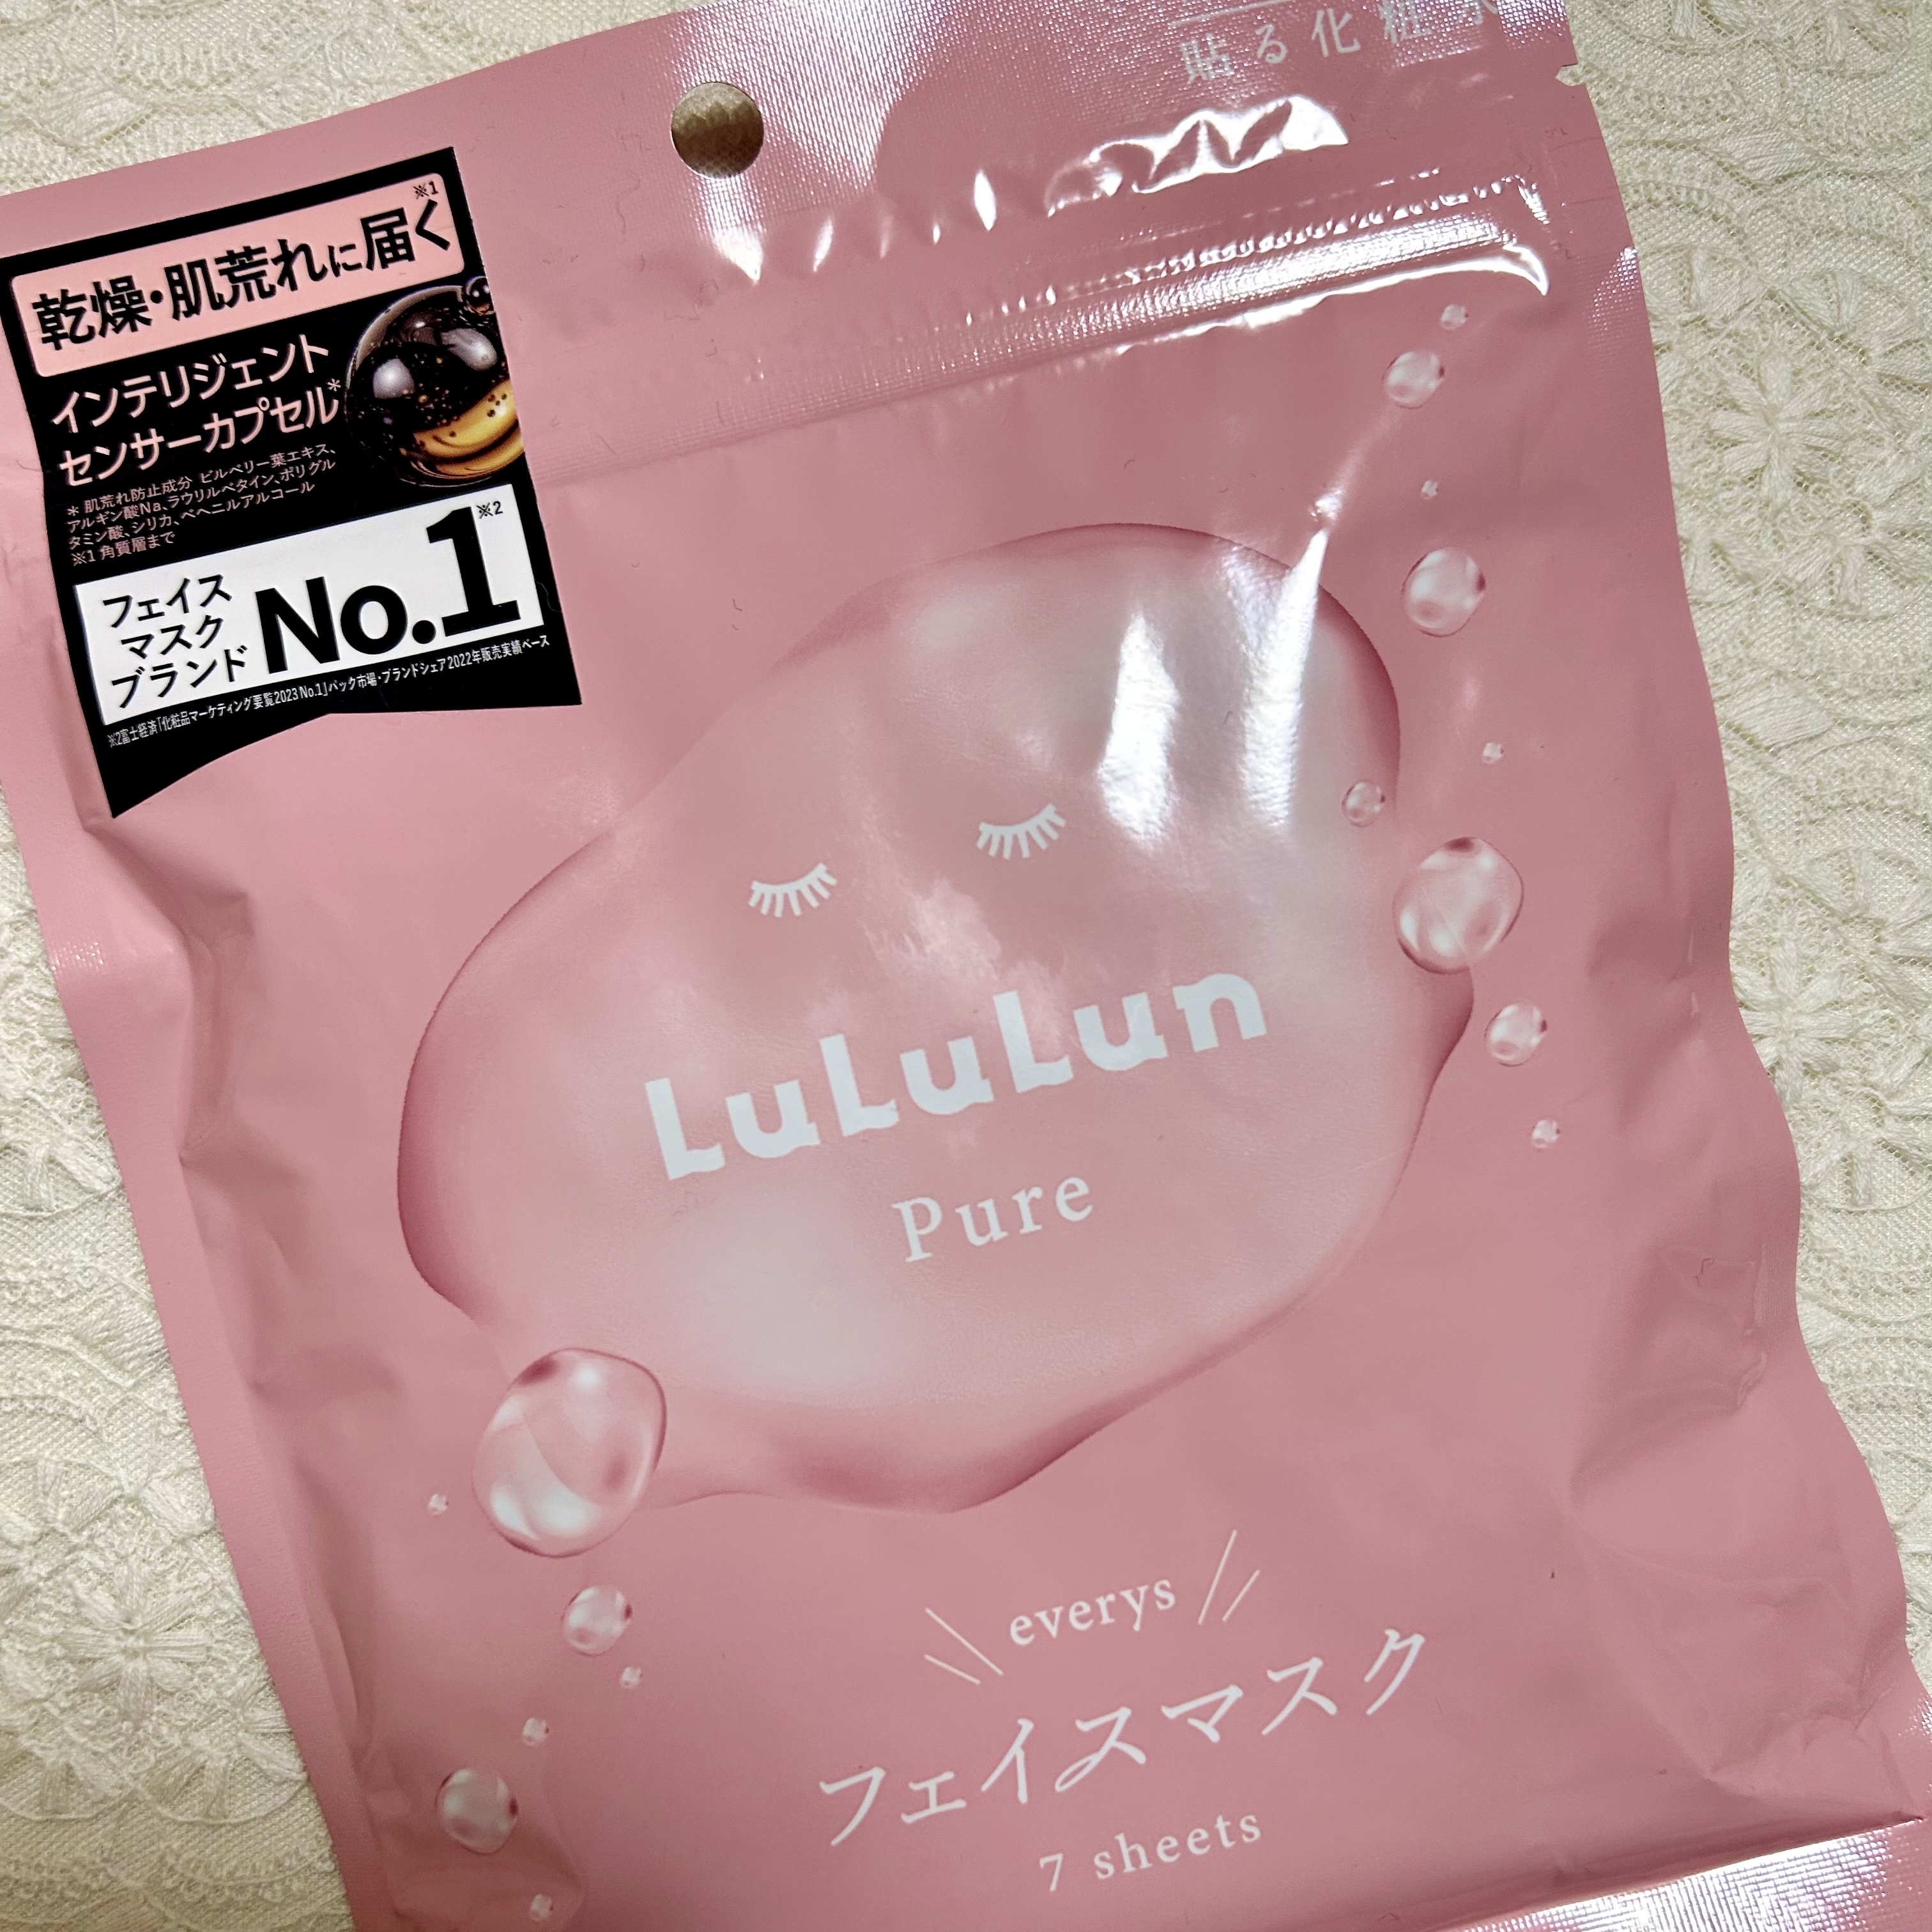 貼る化粧水
乾燥・肌荒れに届く※1
インテリジェント
センサーカプセル*
* 肌荒れ防止成分 ビルベリー葉エキス、
アルギン酸Na、ラウリルベタイン、ポリグル
タミン酸、シリカ、ベヘニルアルコール
※1 角質層まで
フェイス
マスク
ブランド
No.1※2
※2富士経済「化粧品マーケティング要覧2023 No.1」パック市場・ブランドシェア2022年販売実績ベース
LuLuLun
Pure
everys
フェイスマスク
7 sheets